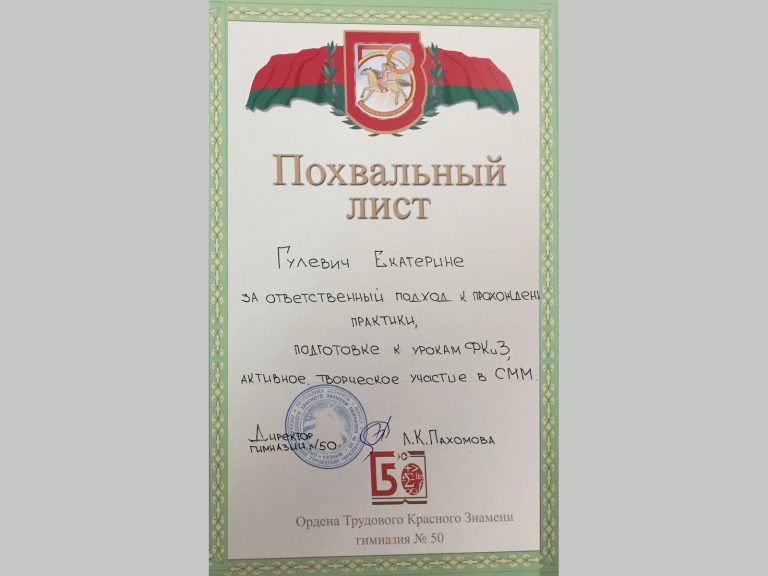 50
Похвальный
лист
Гулевич Екатерине
за ответственный подход к прохождени
практики,
подготовке к урокам ФКиЗ,
активное, творческое участие в СММ.
Директор
гимназии №50
Л.К.Пахомова
Ордена Трудового Красного Знамени
гимназия № 50